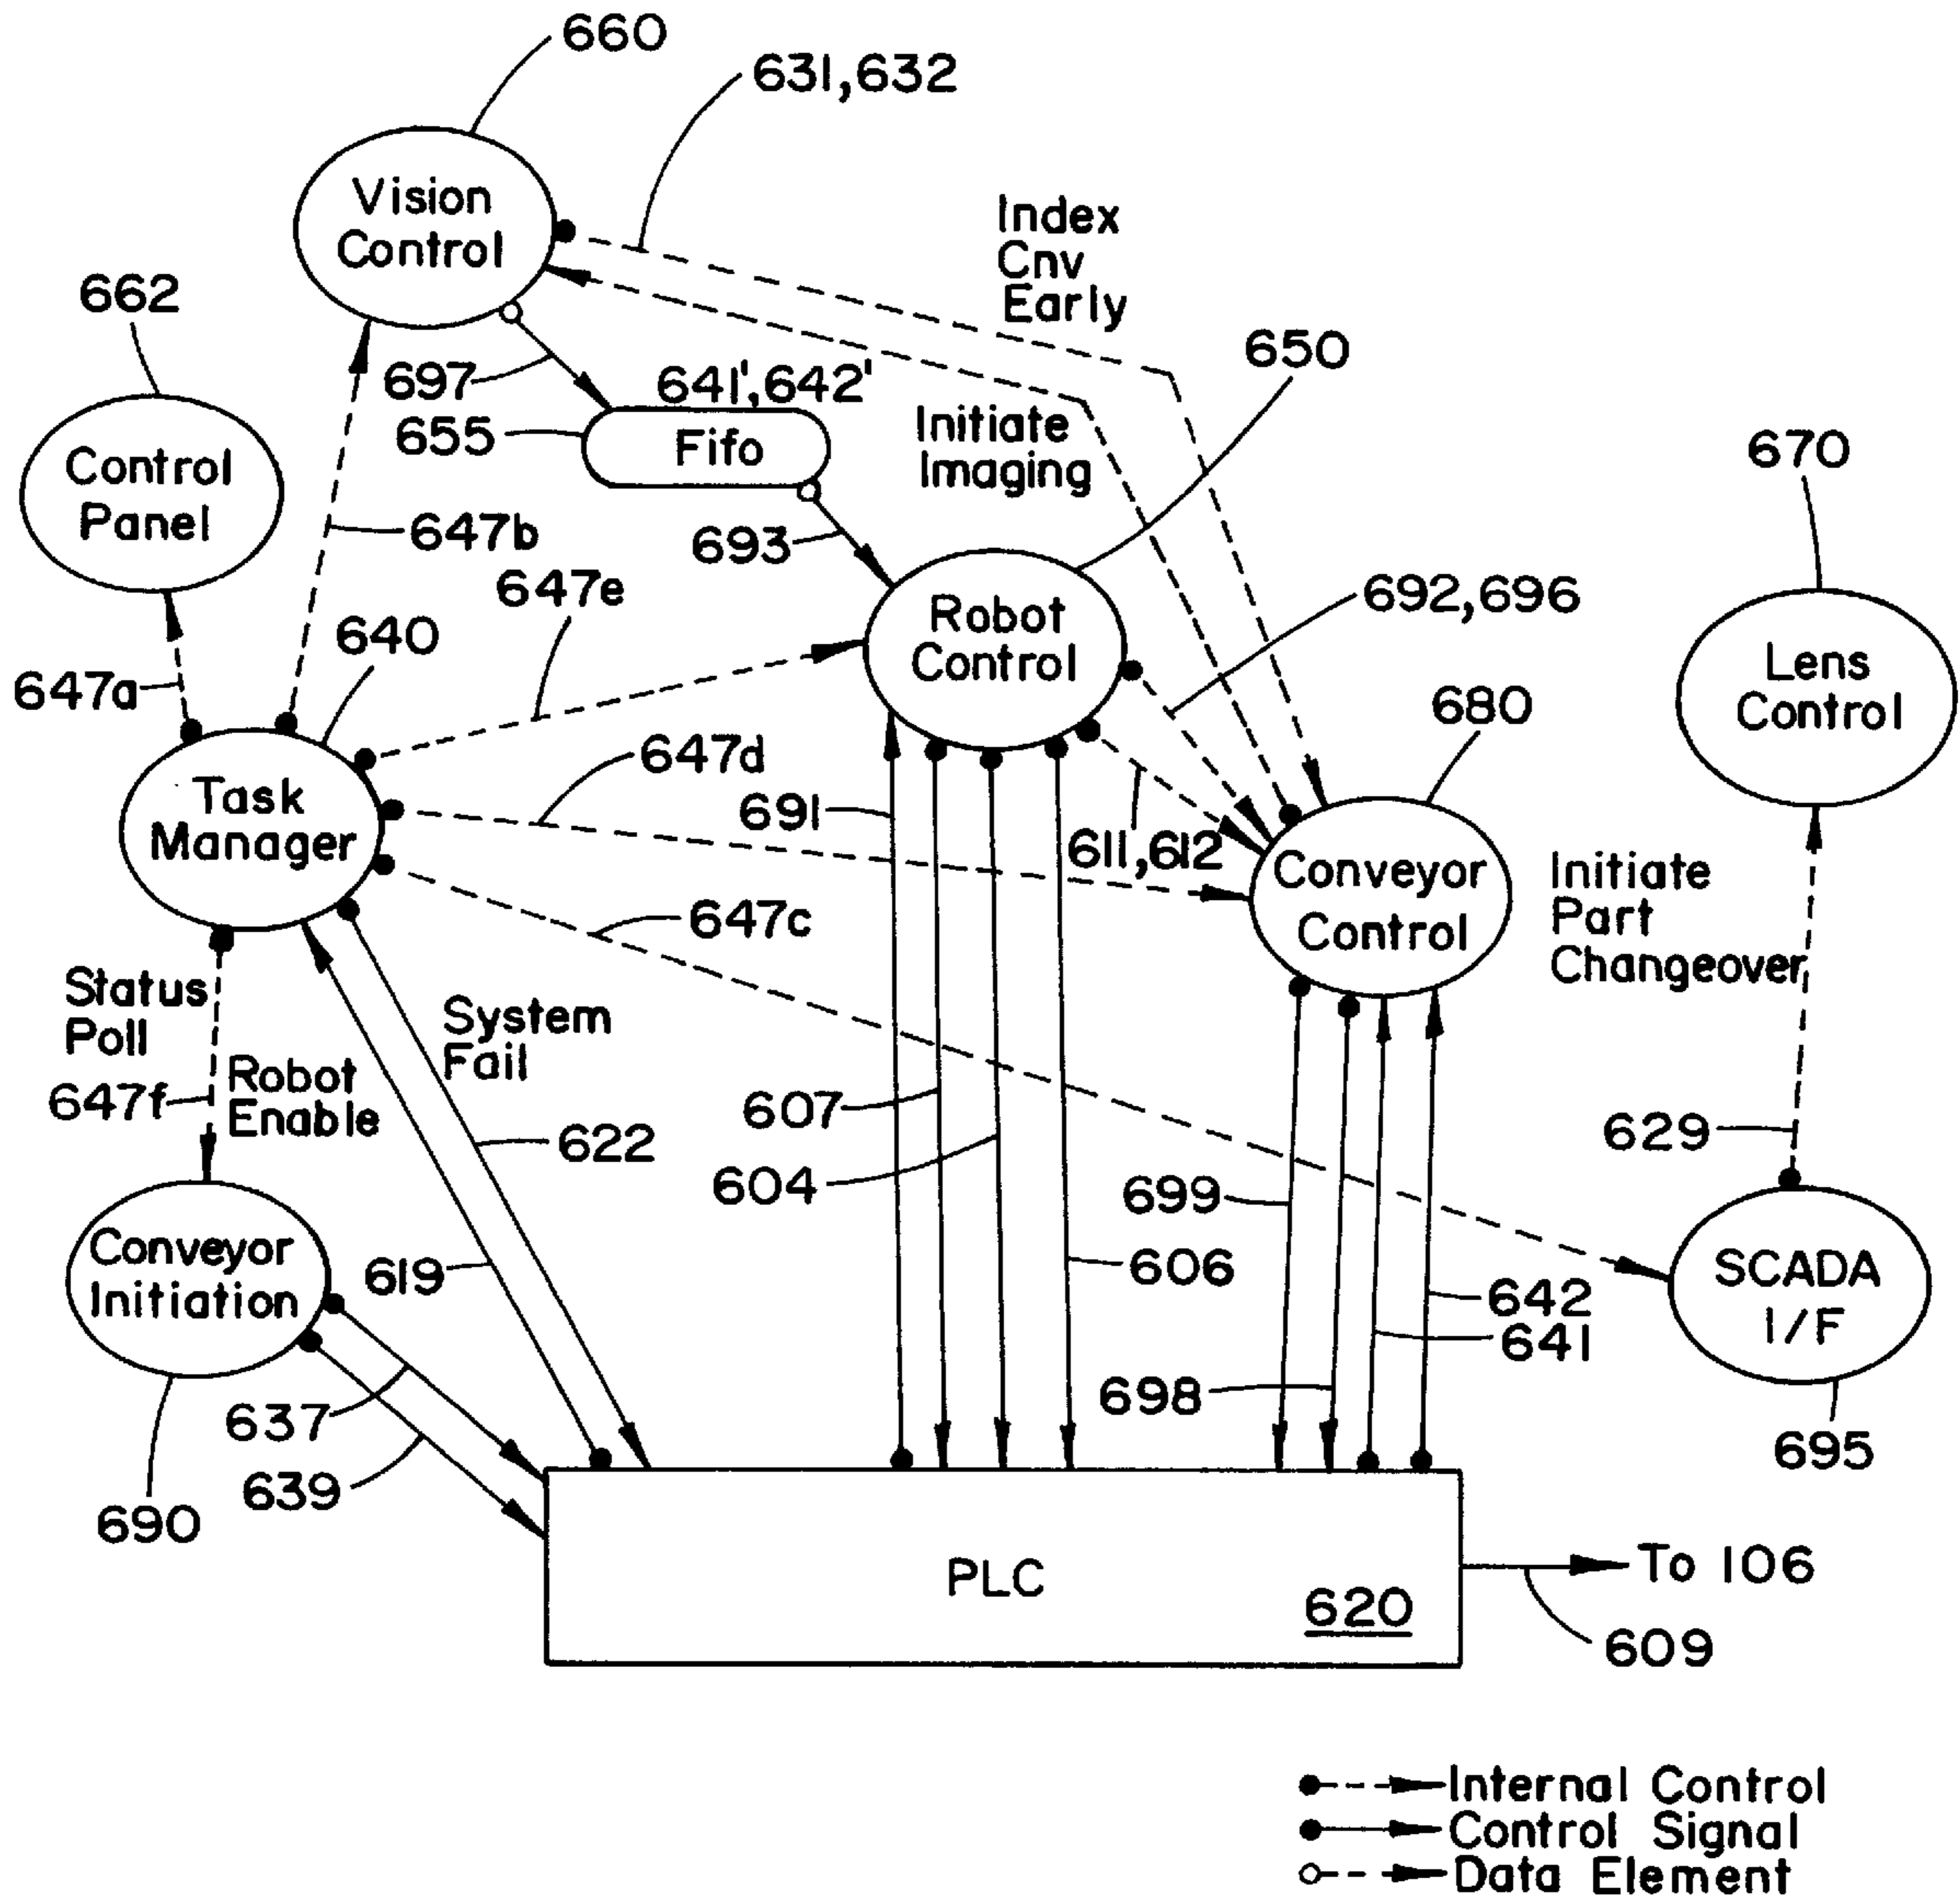 660
631,632
Vision
Control
Index
Cnv
Early
662
650
697
641',642'
655
Fifo
Initiate
Imaging
670
Control
Panel
647b
693
647e
692,696
640
Robot
Control
Lens
Control
647a
680
647d
Task
Manager
691
611,612
Conveyor
Control
Initiate
Part
Changeover
647c
Status
Poll
System
Fail
647f
Robot
Enable
607
622
629
604
699
Conveyor
Initiation
619
606
SCADA
I/F
642
641
698
637
639
695
690
PLC
620
To 106
609
Internal Control
Control Signal
Data Element